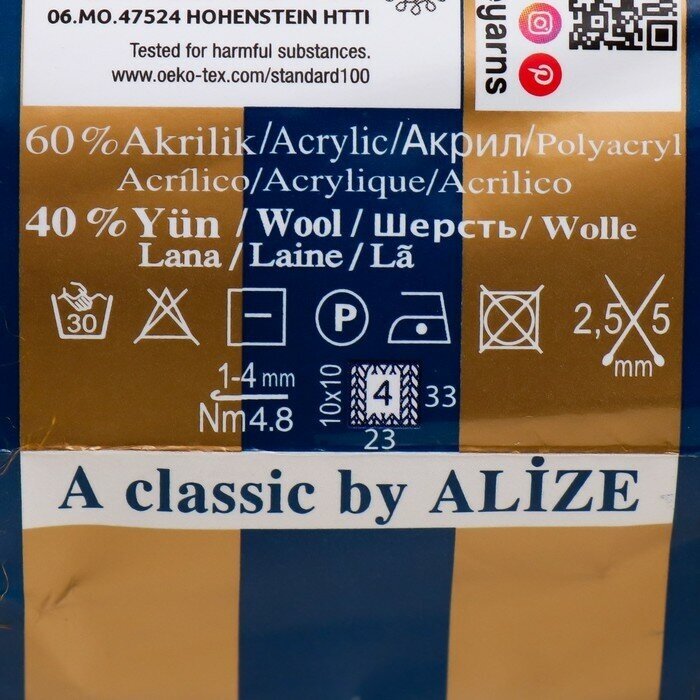 06.MO.47524 HOHENSTEIN HTTI
Tested for harmful substances.
www.oeko-tex.com/standard100
eyarns
60 % Akrilik/Acrylic/Акрил/Polyacryl
Acrílico/Acrylique/Acrilico
40 % Yün / Wool / Шерсть/ Wolle
Lana / Laine / Lã
30
P
2,5 5
mm
1-4 mm
Nm4.8
10x10
4
33
23
A classic by ALİZE